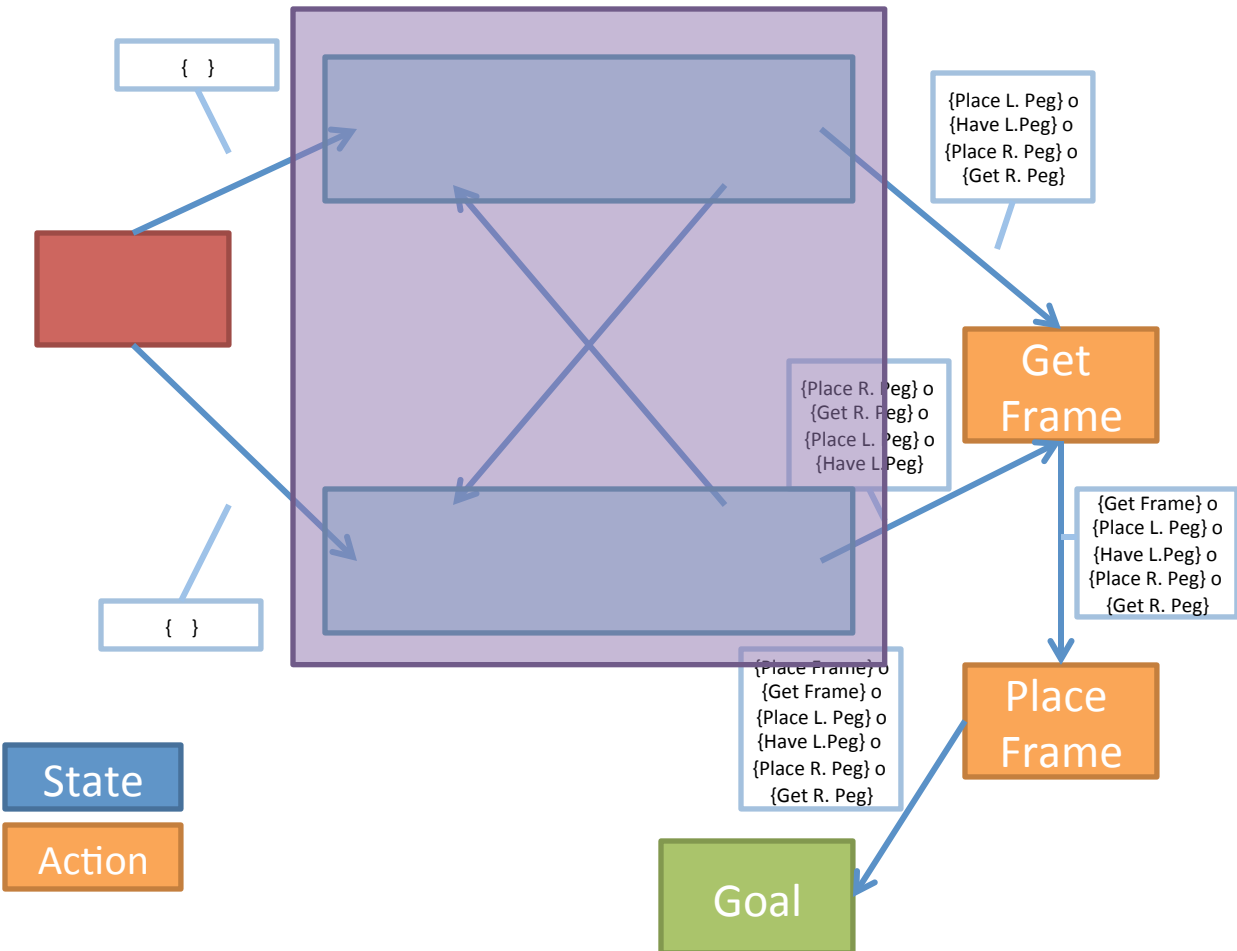 {   }
{Place L. Peg} o
{Have L.Peg} o
{Place R. Peg} o
{Get R. Peg}
Get
Frame
{Place R. Peg} o
{Get R. Peg} o
{Place L. Peg} o
{Have L.Peg}
{Get Frame} o
{Place L. Peg} o
{Have L.Peg} o
{Place R. Peg} o
{Get R. Peg}
{   }
{Place Frame} o
{Get Frame} o
{Place L. Peg} o
{Have L.Peg} o
{Place R. Peg} o
{Get R. Peg}
Place
Frame
State
Action
Goal